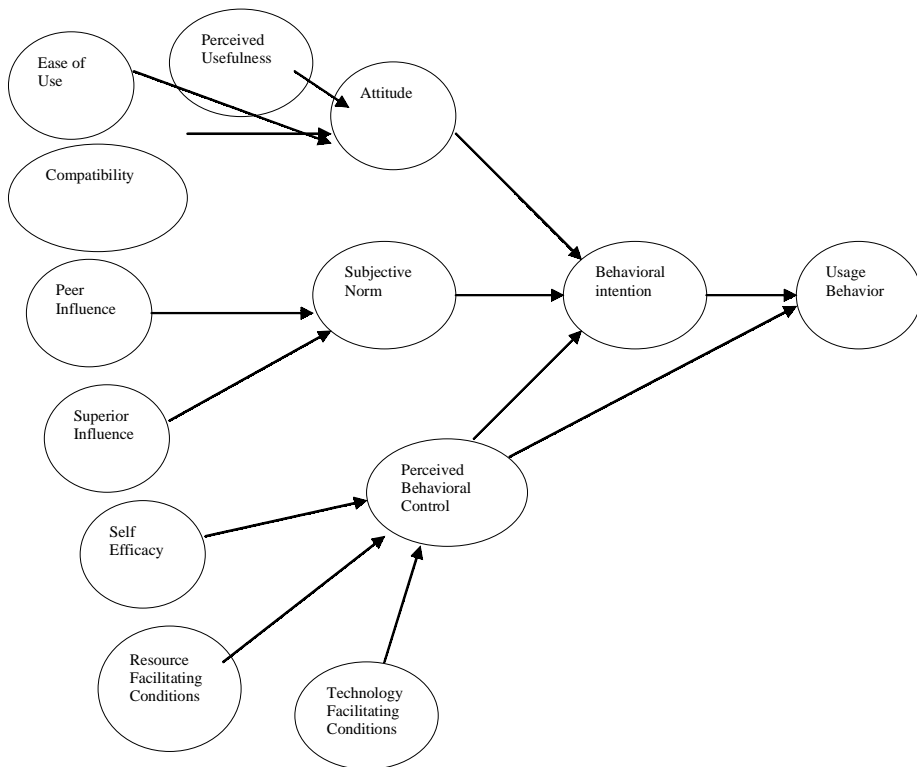 Perceived
Usefulness
Ease of
Use
Attitude
Compatibility
Peer
Influence
Subjective
Norm
Behavioral
intention
Usage
Behavior
Superior
Influence
Perceived
Behavioral
Control
Self
Efficacy
Resource
Facilitating
Conditions
Technology
Facilitating
Conditions